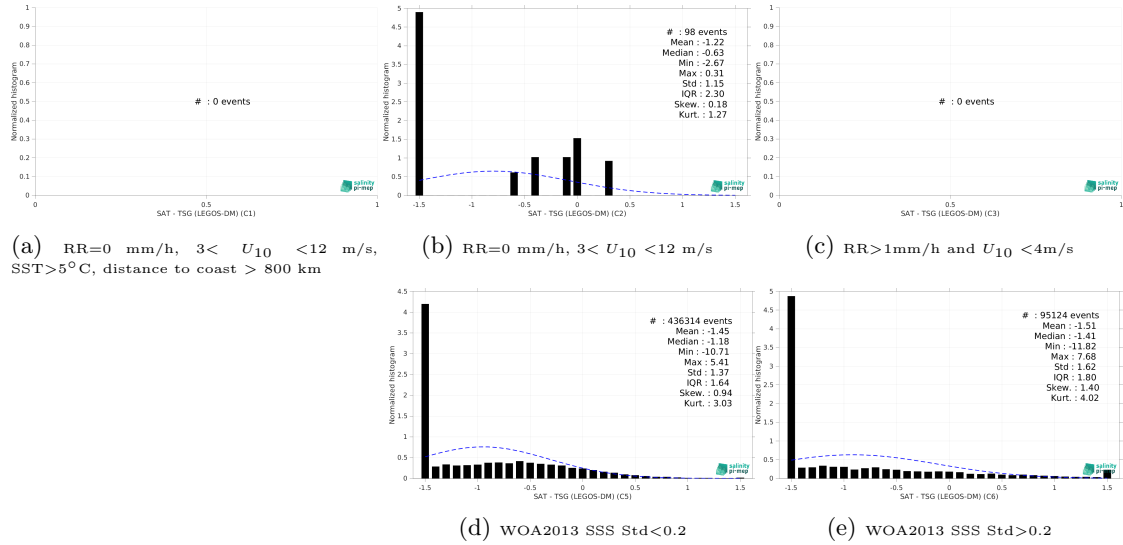 1
0.9
0.8
0.7
0.6
0.5
0.4
0.3
0.2
0.1
0
Normalized histogram
# : 0 events
salinity
pi-mep
0 0.5 1
SAT - TSG (LEGOS-DM) (C1)
(a) RR=0 mm/h, 3< U10 <12 m/s,
SST>5°C, distance to coast > 800 km
5
4.5
4
3.5
3
2.5
2
1.5
1
0.5
0
Normalized histogram
# : 98 events
Mean : -1.22
Median : -0.63
Min : -2.67
Max : 0.31
Std : 1.15
IQR : 2.30
Skew. : 0.18
Kurt. : 1.27
salinity
pi-mep
-1.5 -1 -0.5 0 0.5 1 1.5
SAT - TSG (LEGOS-DM) (C2)
(b) RR=0 mm/h, 3< U10 <12 m/s
1
0.9
0.8
0.7
0.6
0.5
0.4
0.3
0.2
0.1
0
Normalized histogram
# : 0 events
salinity
pi-mep
0 0.5 1
SAT - TSG (LEGOS-DM) (C3)
(c) RR>1mm/h and U10 <4m/s
4.5
4
3.5
3
2.5
2
1.5
1
0.5
0
Normalized histogram
# : 436314 events
Mean : -1.45
Median : -1.18
Min : -10.71
Max : 5.41
Std : 1.37
IQR : 1.64
Skew. : 0.94
Kurt. : 3.03
salinity
pi-mep
-1.5 -1 -0.5 0 0.5 1 1.5
SAT - TSG (LEGOS-DM) (C5)
(d) WOA2013 SSS Std<0.2
5
4.5
4
3.5
3
2.5
2
1.5
1
0.5
0
Normalized histogram
# : 95124 events
Mean : -1.51
Median : -1.41
Min : -11.82
Max : 7.68
Std : 1.62
IQR : 1.80
Skew. : 1.40
Kurt. : 4.02
salinity
pi-mep
-1.5 -1 -0.5 0 0.5 1 1.5
SAT - TSG (LEGOS-DM) (C6)
(e) WOA2013 SSS Std>0.2